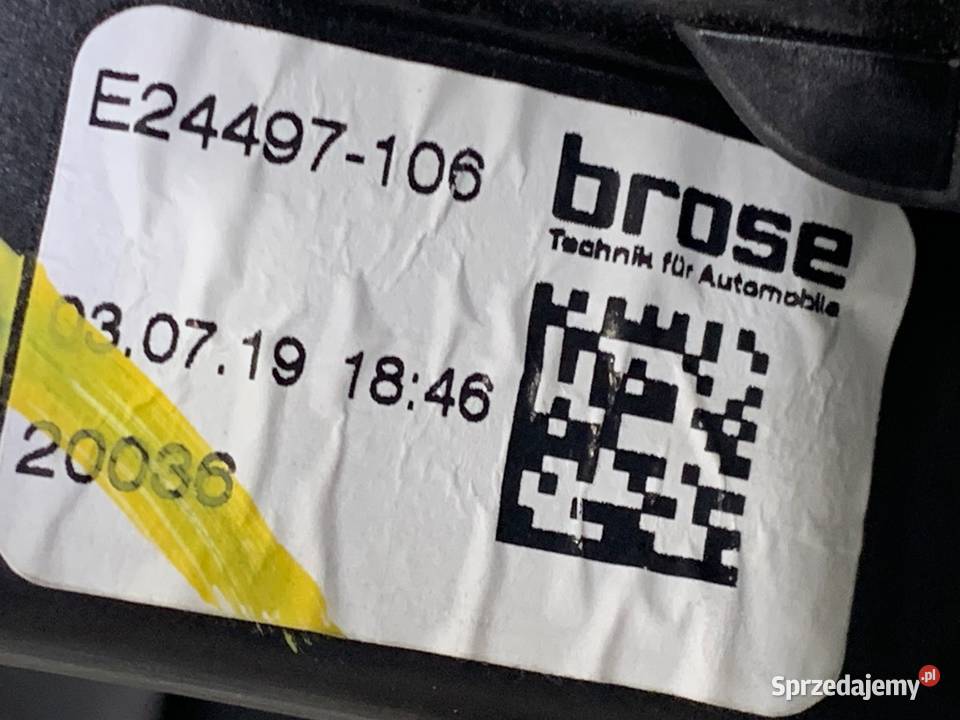 E24497-106
brose
Technik für Automobile
03.07.19 18:46
20036
Sprzedajemy.pl